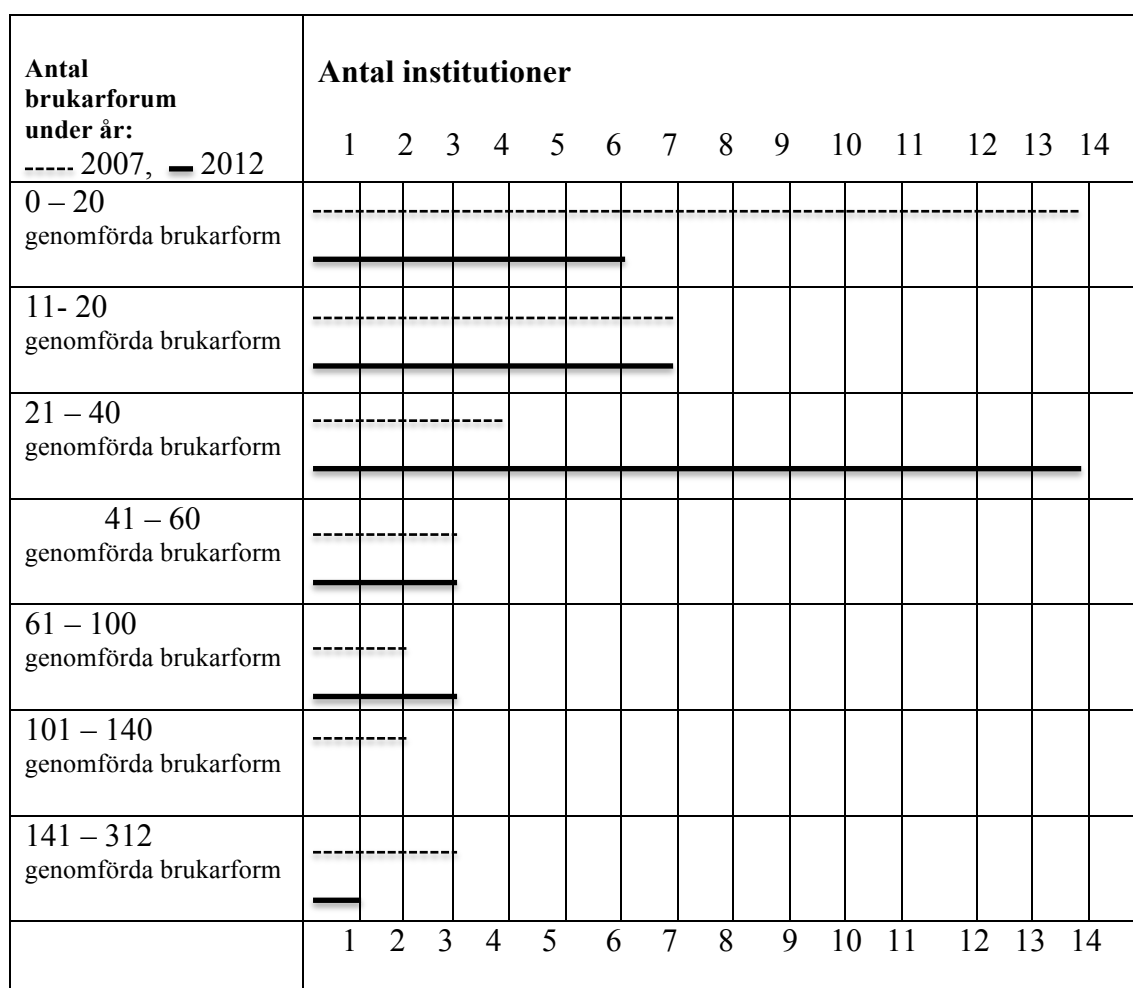 Antal
brukarforum
under år:
----- 2007, 2012
Antal institutioner
1 2 3 4 5 6 7 8 9 10 11 12 13 14
0 – 20
genomförda brukarform
11- 20
genomförda brukarform
21 – 40
genomförda brukarform
41 – 60
genomförda brukarform
61 – 100
genomförda brukarform
101 – 140
genomförda brukarform
141 – 312
genomförda brukarform
1 2 3 4 5 6 7 8 9 10 11 12 13 14